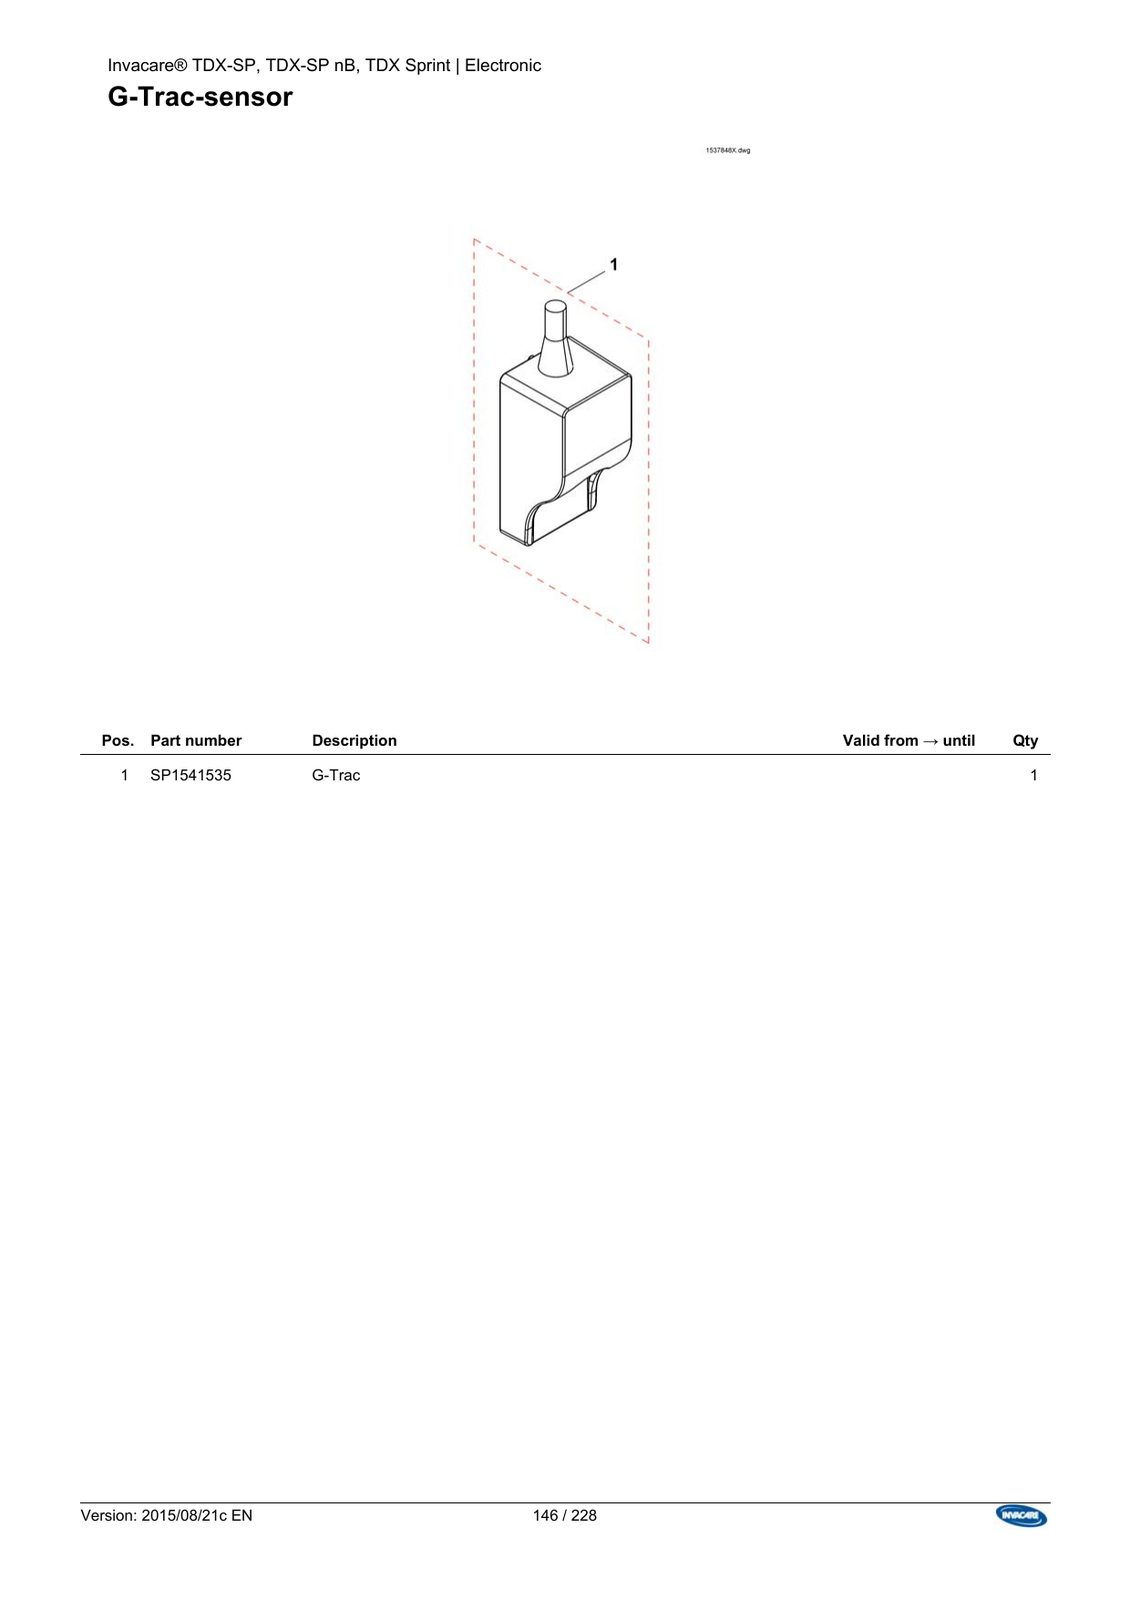 Invacare® TDX-SP, TDX-SP nB, TDX Sprint | Electronic
G-Trac-sensor
1537848X.dwg
1
Pos. Part number Description Valid from → until Qty
1 SP1541535 G-Trac 1
Version: 2015/08/21c EN 146 / 228 INVACARE